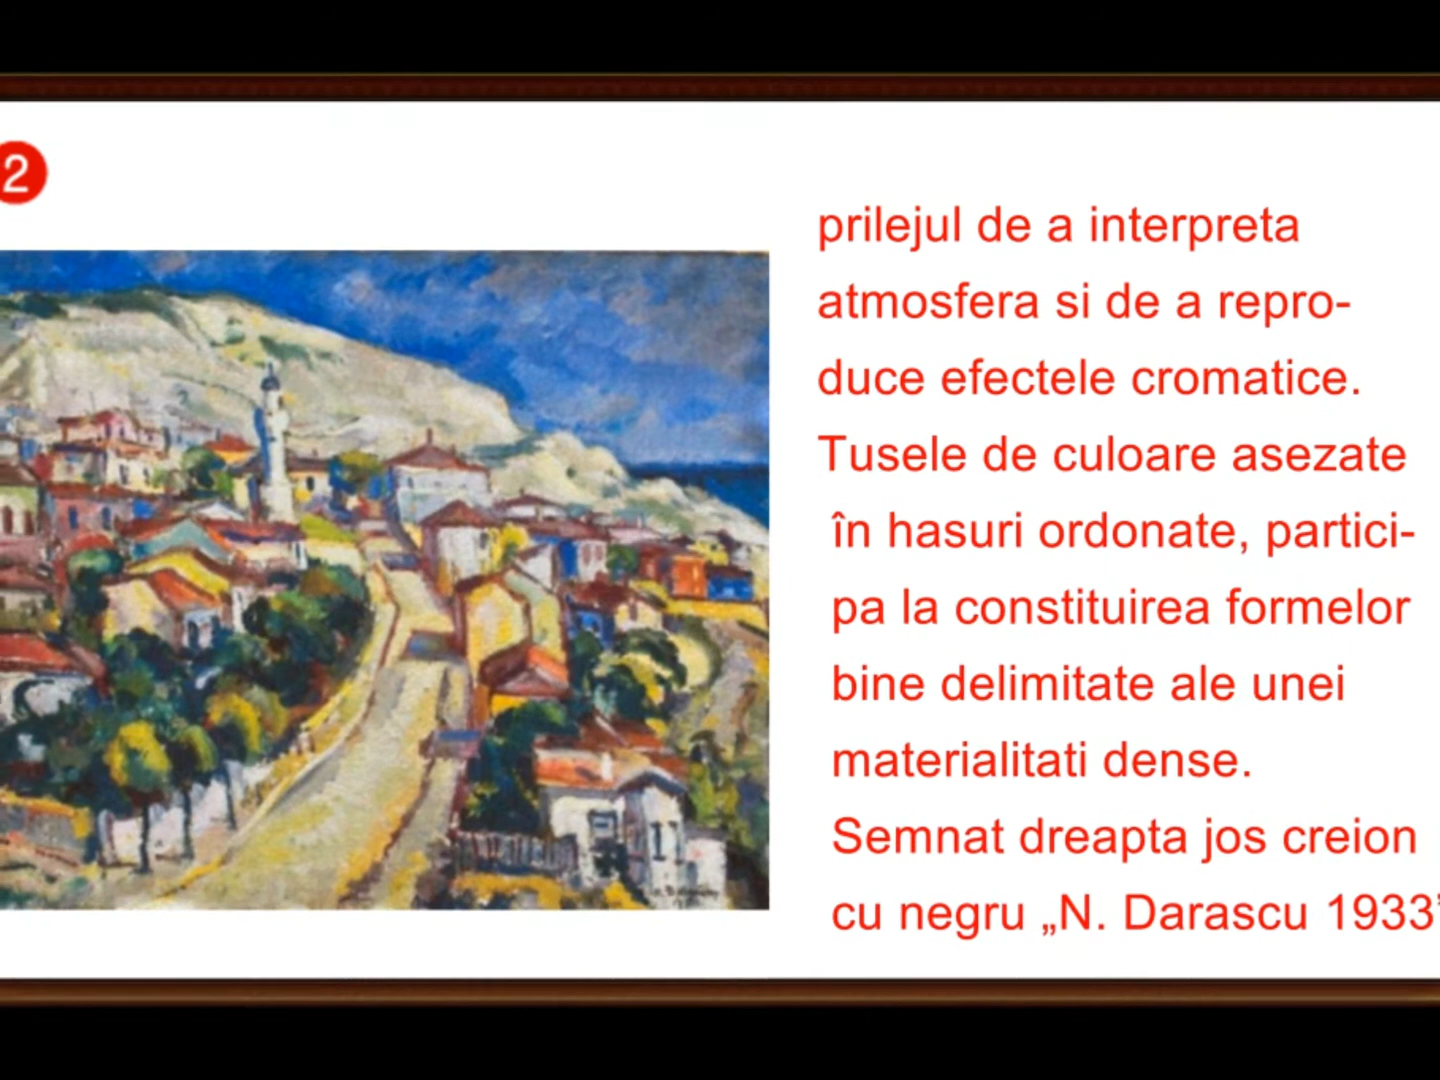 2
prilejul de a interpreta
atmosfera si de a repro-
duce efectele cromatice.
Tusele de culoare asezate
în hasuri ordonate, partici-
pa la constituirea formelor
bine delimitate ale unei
materialitati dense.
Semnat dreapta jos creion
cu negru „N. Darascu 1933”